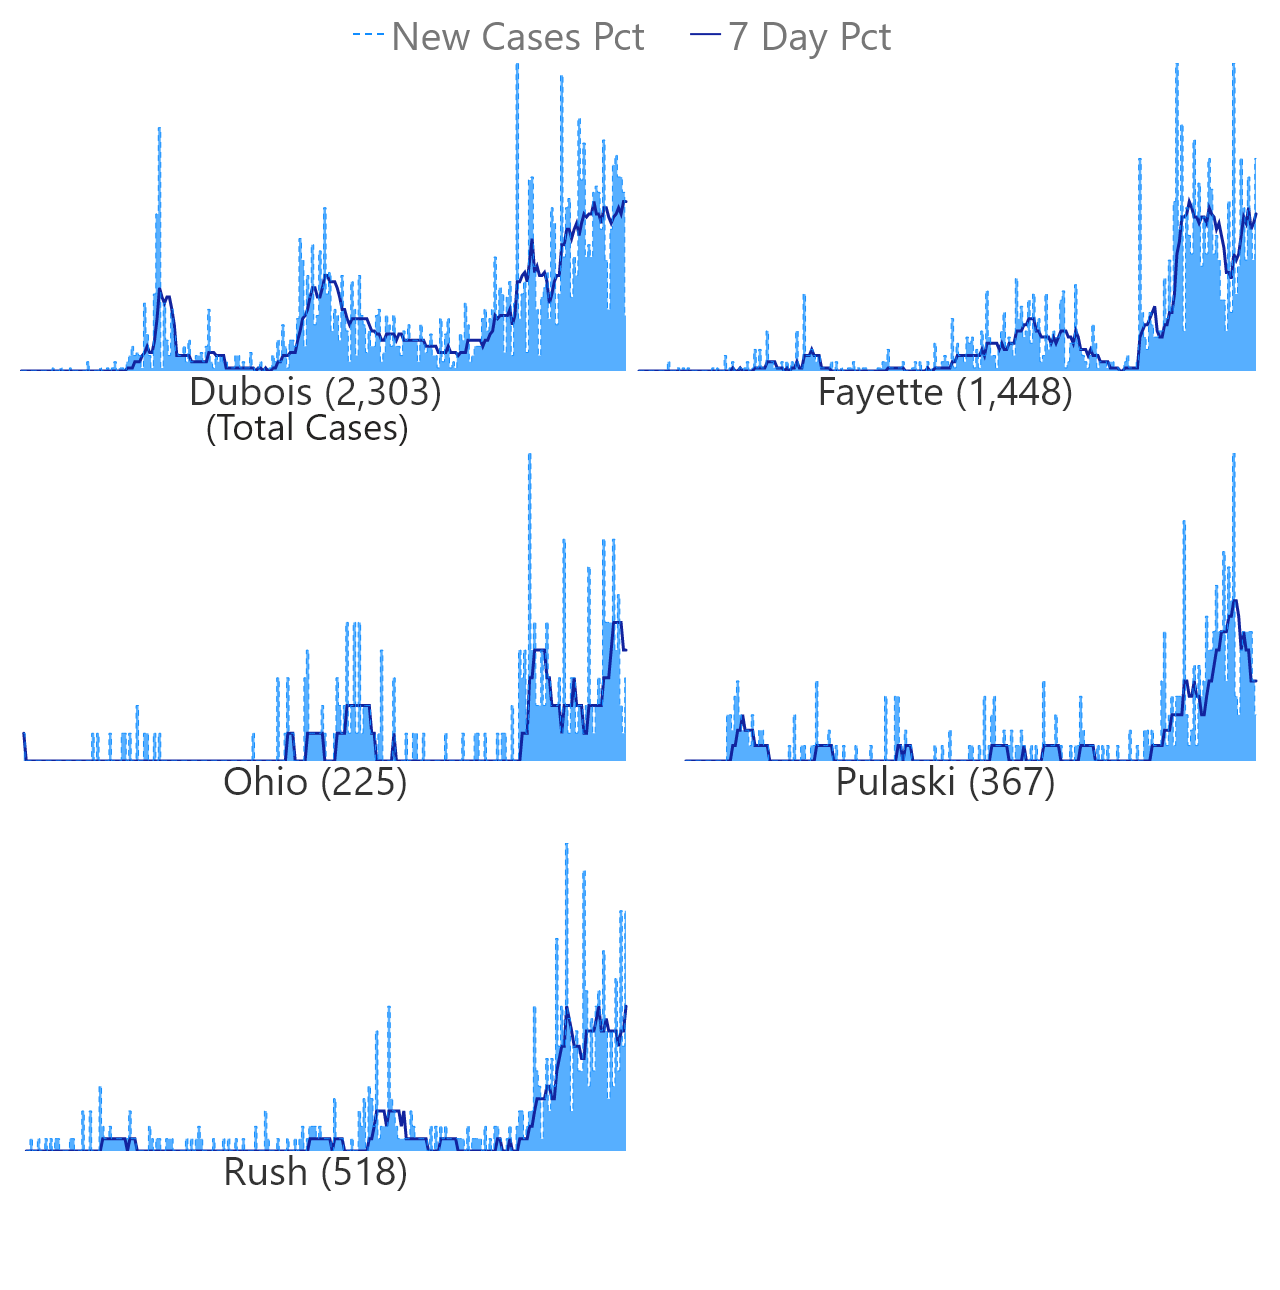 New Cases Pct 7 Day Pct
Dubois (2,303)
(Total Cases)
Fayette (1,448)
Ohio (225)
Pulaski (367)
Rush (518)